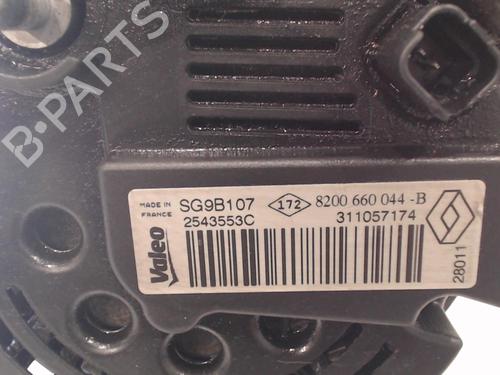 B-PARTS
MADE IN
FRANCE
SG9B107
172
8200 660 044-B
2543553C
311057174
Valeo
28011